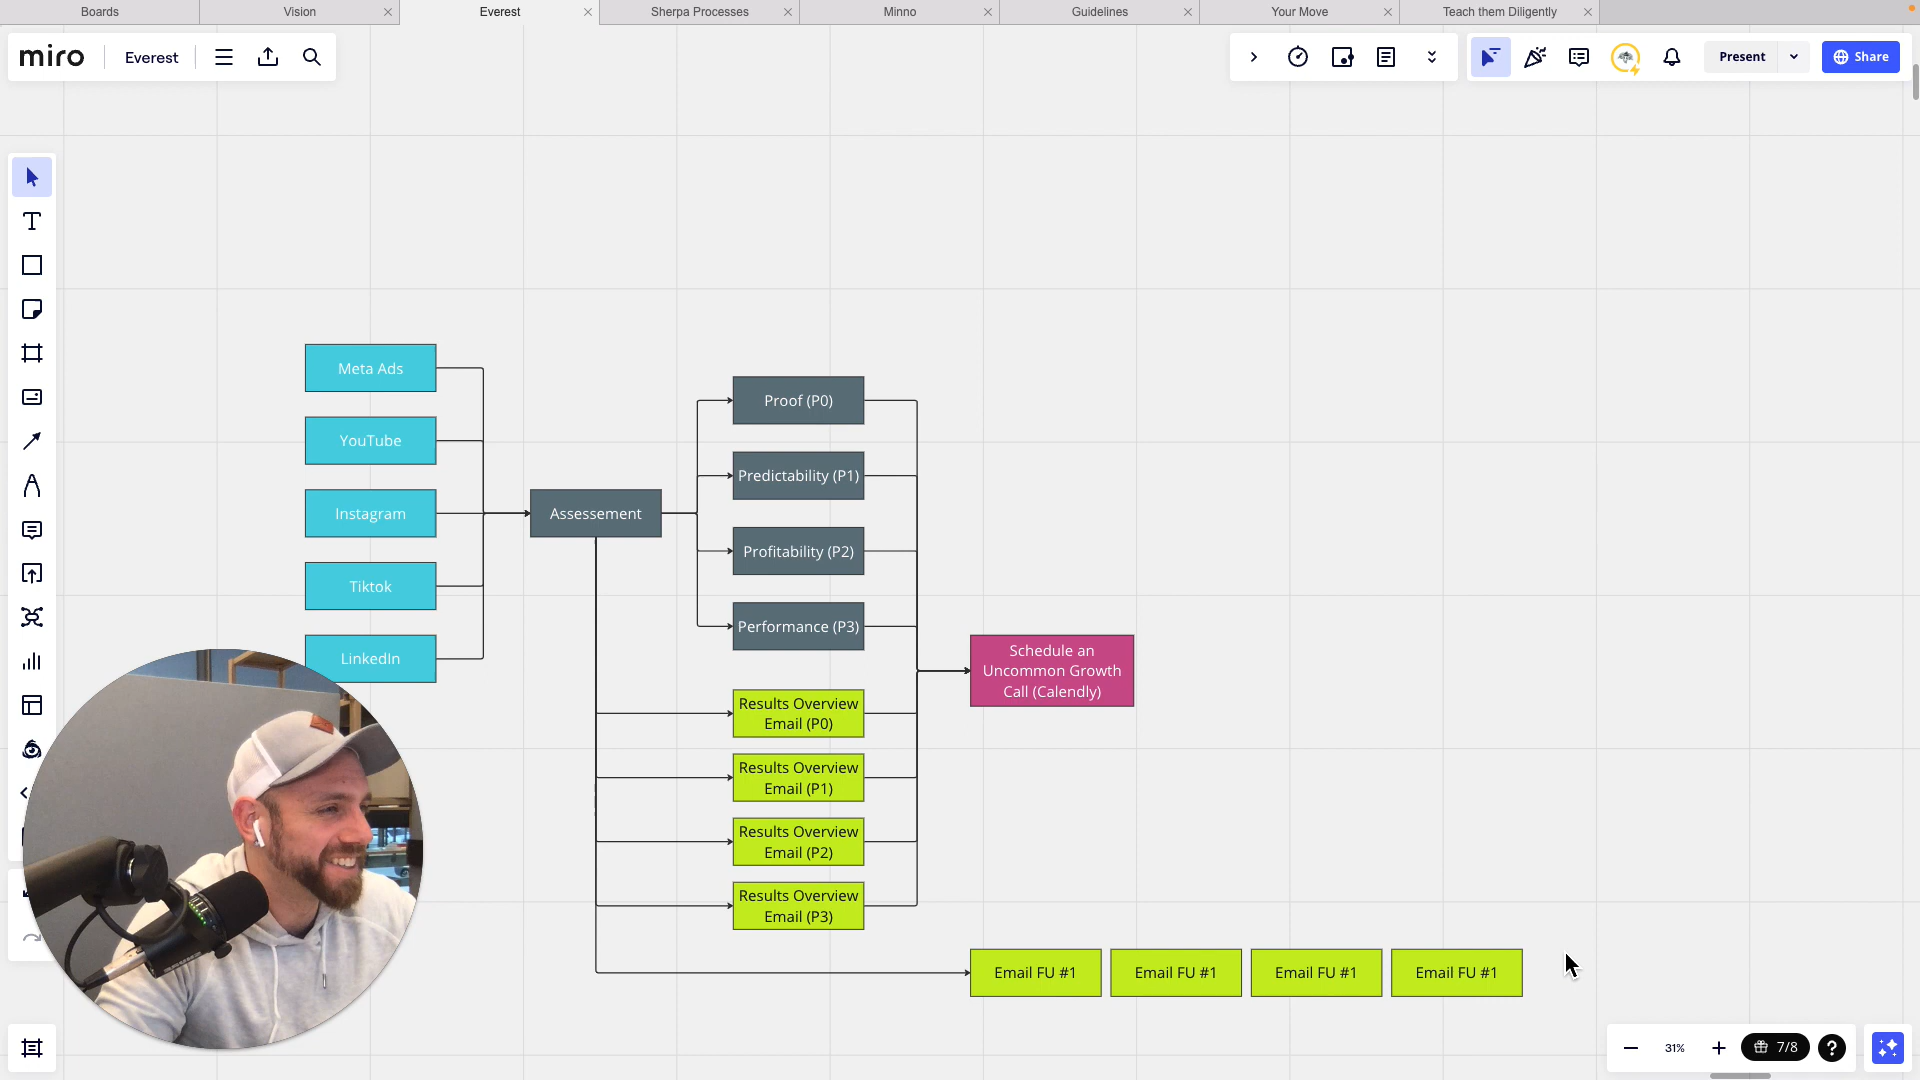 Boards
Vision
Everest
Sherpa Processes
Minno
Guidelines
Your Move
Teach them Diligently
miro
Everest
Present
Share
Meta Ads
YouTube
Instagram
Tiktok
LinkedIn
Assessement
Proof (P0)
Predictability (P1)
Profitability (P2)
Performance (P3)
Results Overview
Email (P0)
Results Overview
Email (P1)
Results Overview
Email (P2)
Results Overview
Email (P3)
Schedule an
Uncommon Growth
Call (Calendly)
Email FU #1
Email FU #1
Email FU #1
Email FU #1
31%
7/8